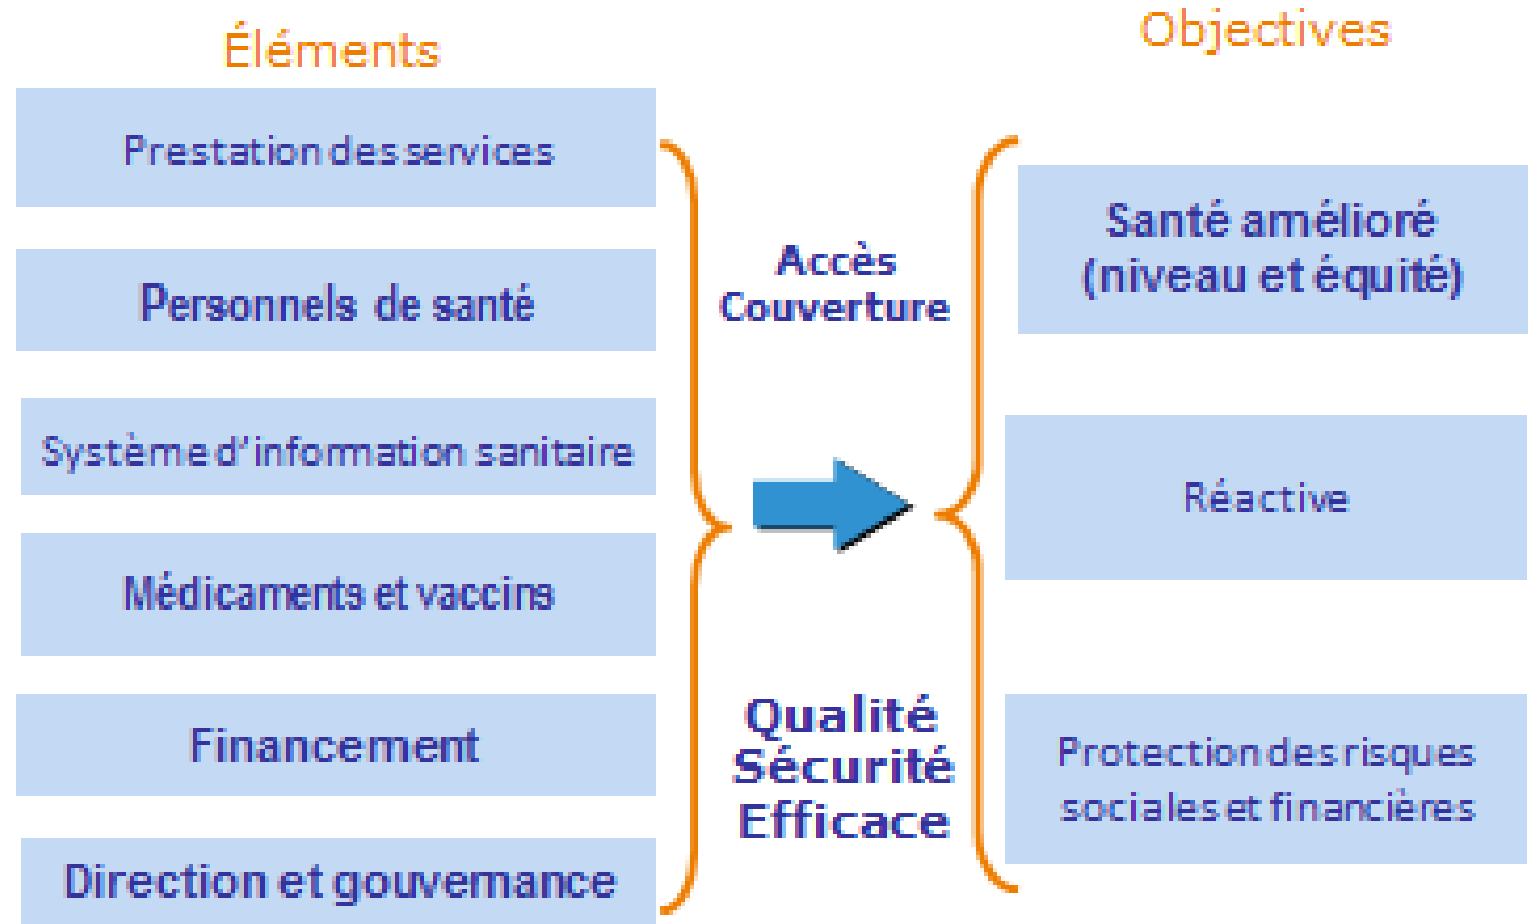 Éléments
Prestation des services
Personnels de santé
Système d'information sanitaire
Médicaments et vaccins
Financement
Direction et gouvernance
Accès
Couverture
Qualité
Sécurité
Efficace
Objectives
Santé amélioré
(niveau et équité)
Réactive
Protection des risques
sociales et financières